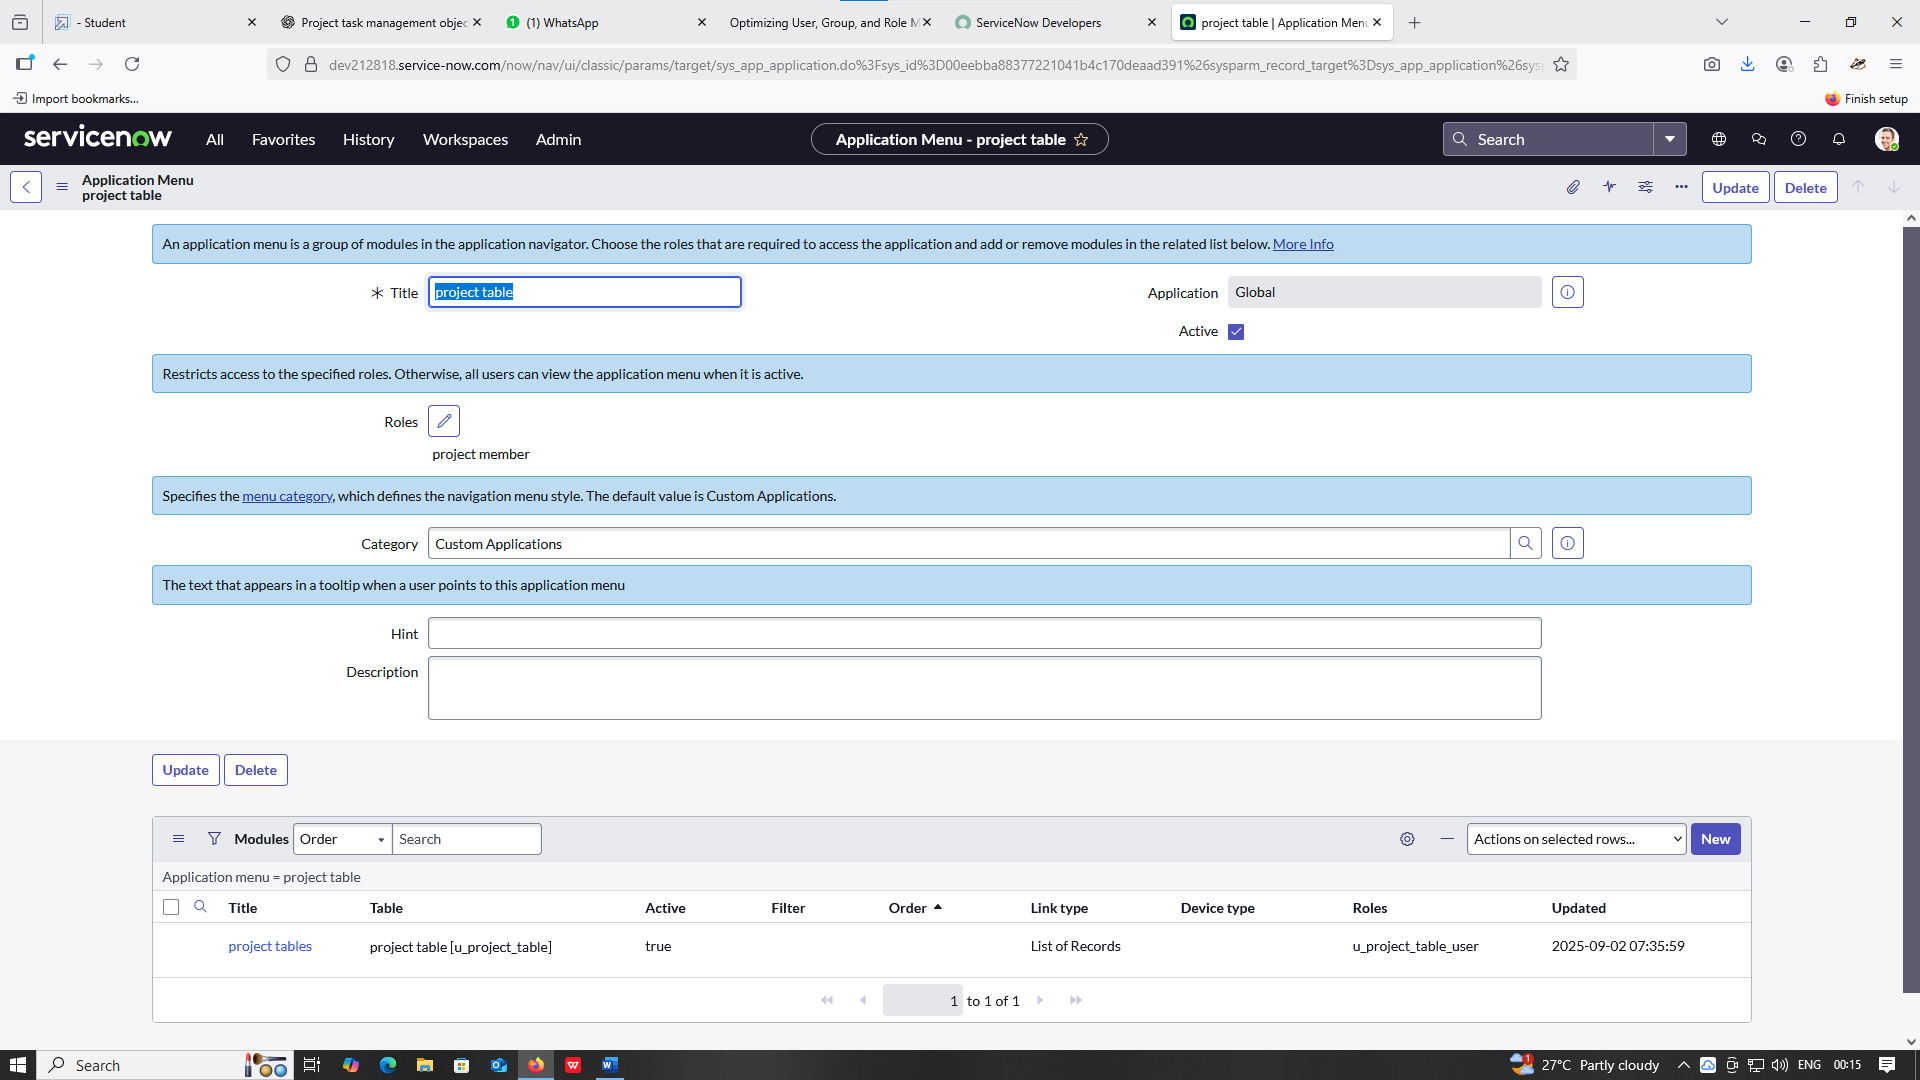 - Student
Project task management objec
(1) WhatsApp
Optimizing User, Group, and Role M
ServiceNow Developers
project table | Application Menu
dev212818.service-now.com/now/nav/ui/classic/params/target/sys_app_application.do%3Fsys_id%3D00eebba88377221041b4c170deaad391%26sysparm_record_target%3Dsys_app_application%26sysp
Import bookmarks...
Finish setup
servicenow
All
Favorites
History
Workspaces
Admin
Application Menu - project table
Search
Application Menu
project table
Update
Delete
An application menu is a group of modules in the application navigator. Choose the roles that are required to access the application and add or remove modules in the related list below. More Info
Title
project table
Application
Global
Active
Restricts access to the specified roles. Otherwise, all users can view the application menu when it is active.
Roles
project member
Specifies the menu category, which defines the navigation menu style. The default value is Custom Applications.
Category
Custom Applications
The text that appears in a tooltip when a user points to this application menu
Hint
Description
Update
Delete
Modules
Order
Search
Actions on selected rows...
New
Application menu = project table
Title
Table
Active
Filter
Order
Link type
Device type
Roles
Updated
project tables
project table [u_project_table]
true
List of Records
u_project_table_user
2025-09-02 07:35:59
1 to 1 of 1
Search
1
27°C Partly cloudy
ENG
00:15